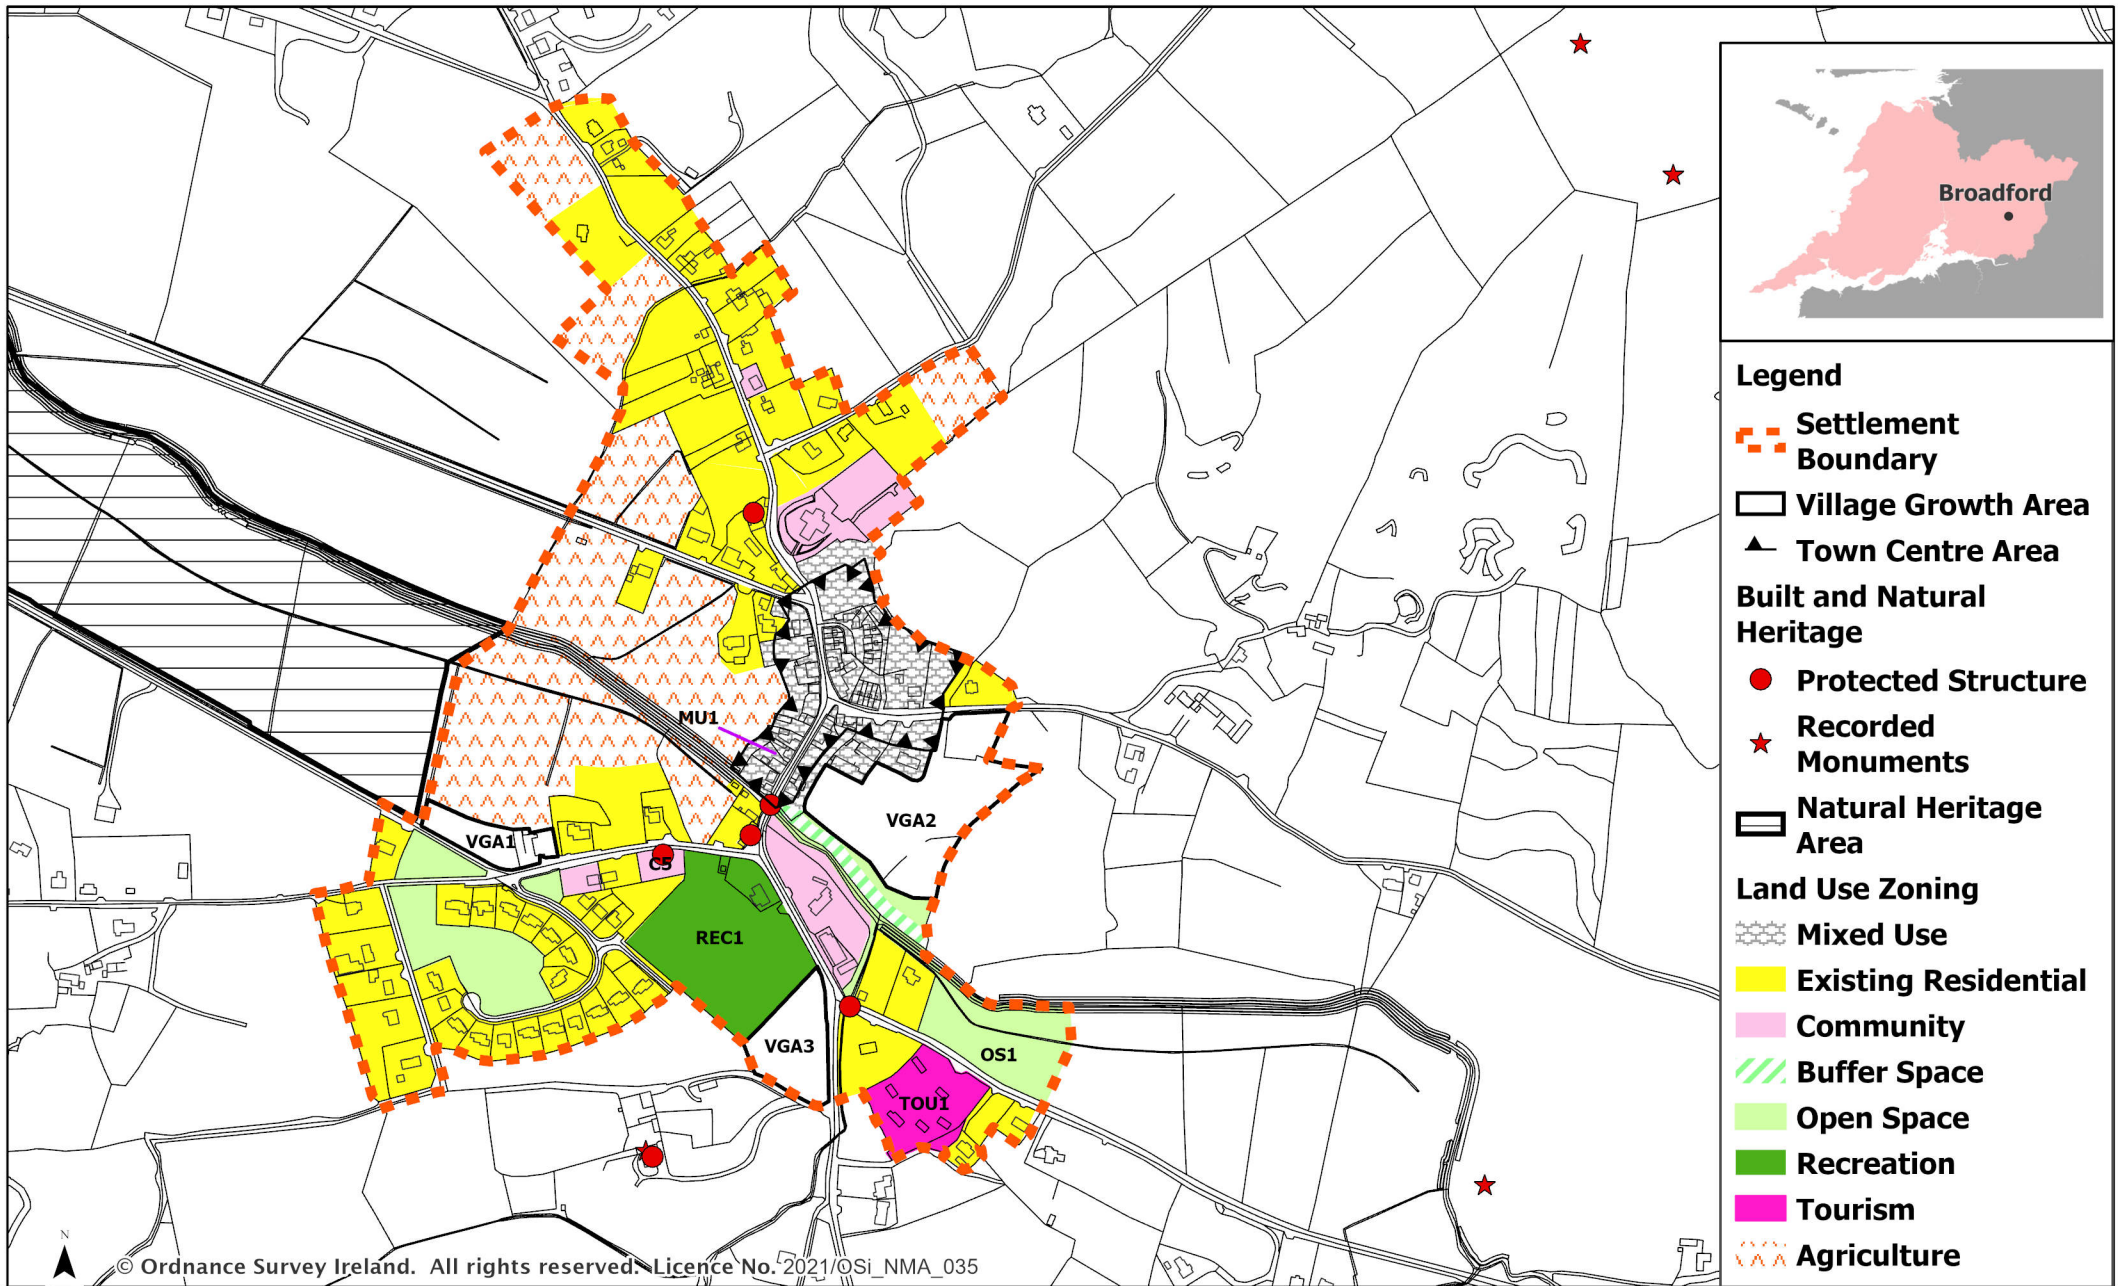 Broadford
Legend
Settlement
Boundary
Village Growth Area
Town Centre Area
Built and Natural
Heritage
Protected Structure
Recorded
Monuments
Natural Heritage
Area
Land Use Zoning
Mixed Use
Existing Residential
Community
Buffer Space
Open Space
Recreation
Tourism
Agriculture
MU1
VGA2
VGA1
C5
REC1
VGA3
OS1
TOU1
N
© Ordnance Survey Ireland. All rights reserved. Licence No. 2021/OSi_NMA_035